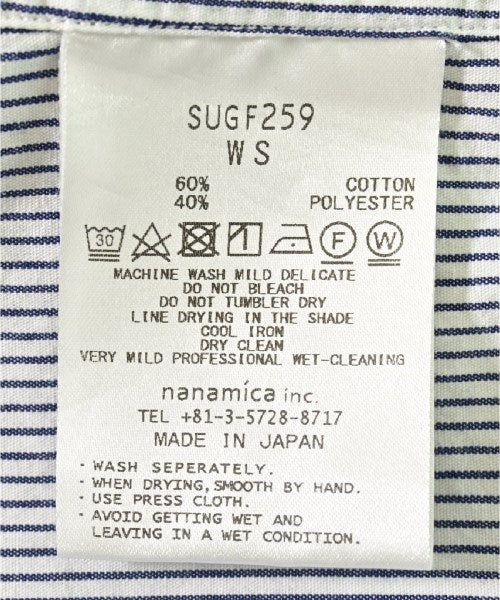 SUGF259
WS
60% COTTON
40% POLYESTER
30 F W
MACHINE WASH MILD DELICATE
DO NOT BLEACH
DO NOT TUMBLER DRY
LINE DRYING IN THE SHADE
COOL IRON
DRY CLEAN
VERY MILD PROFESSIONAL WET-CLEANING
nanamica inc.
TEL +81-3-5728-8717
MADE IN JAPAN
· WASH SEPERATELY.
· WHEN DRYING, SMOOTH BY HAND.
· USE PRESS CLOTH.
· AVOID GETTING WET AND
LEAVING IN A WET CONDITION.